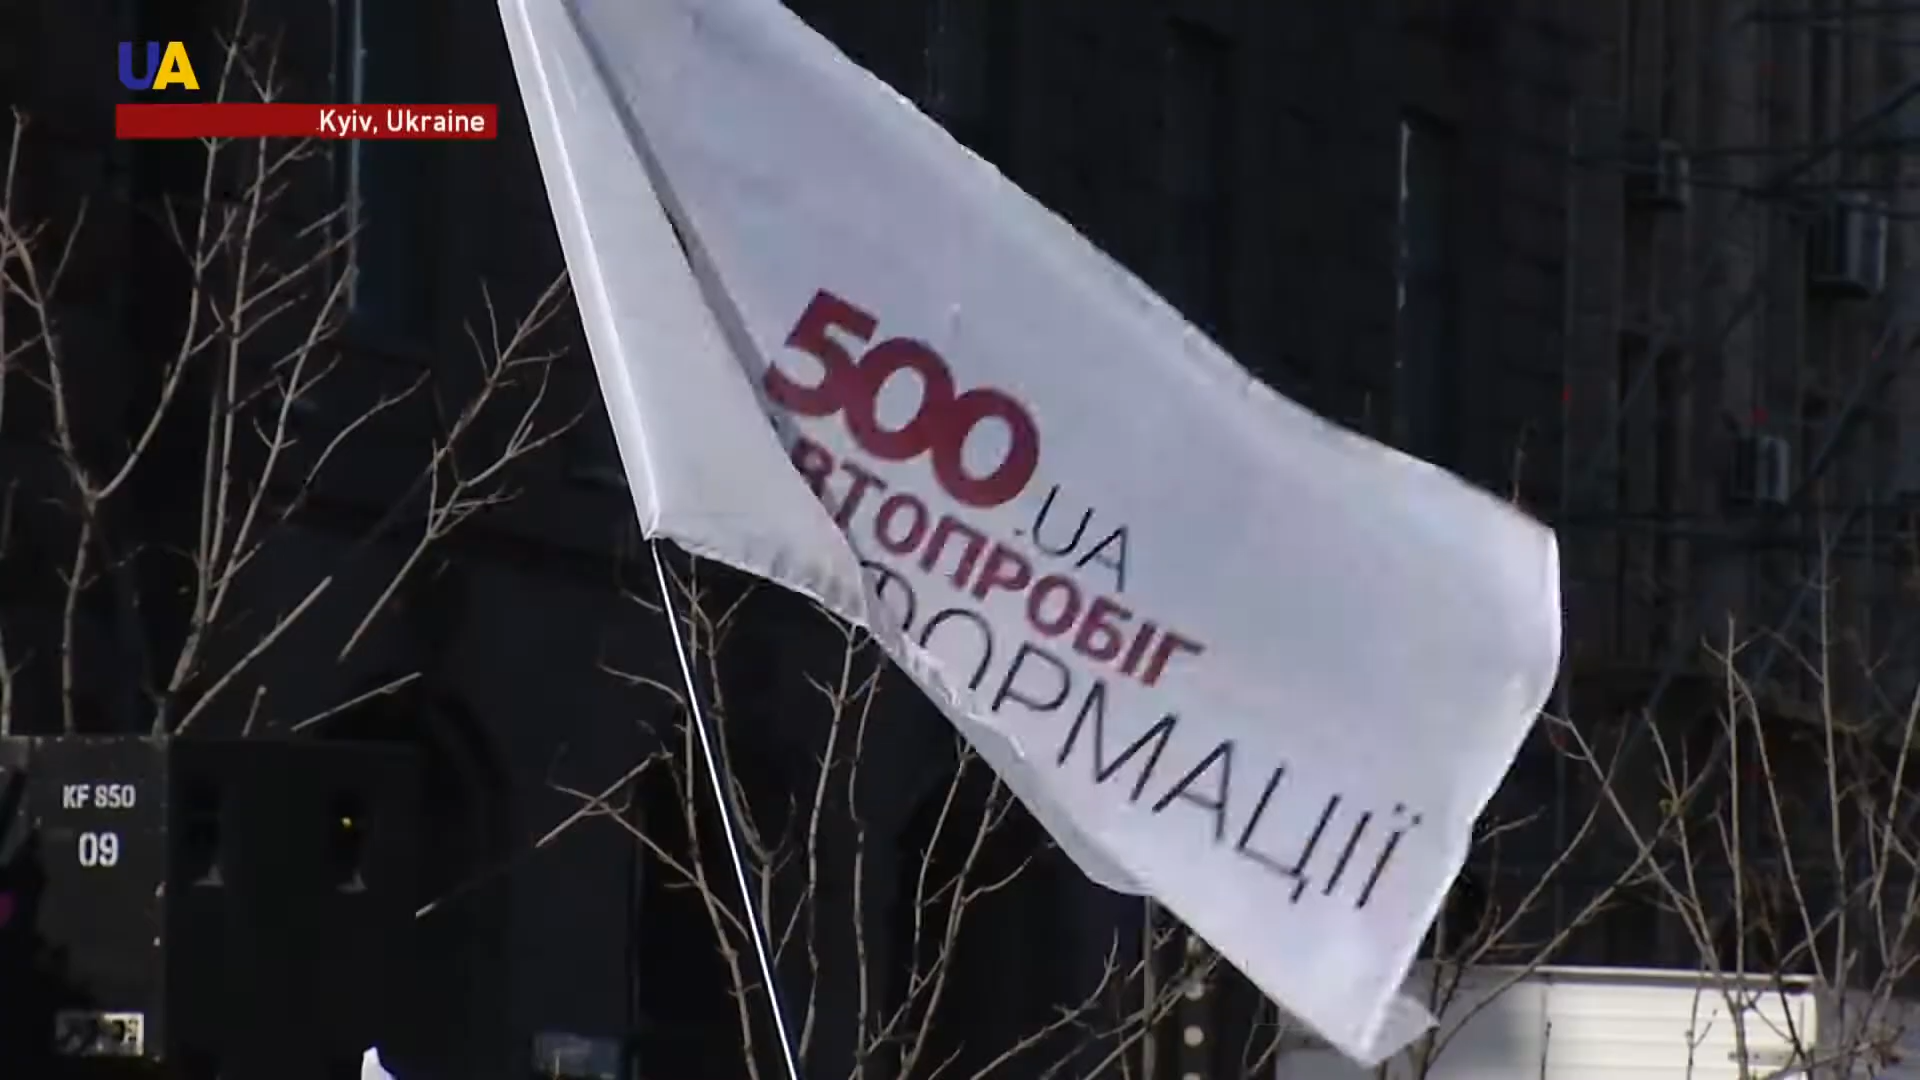 UA
Kyiv, Ukraine
500
.UA
ВТОПРОБІГ
ФОРМАЦІЇ
KF 850
09